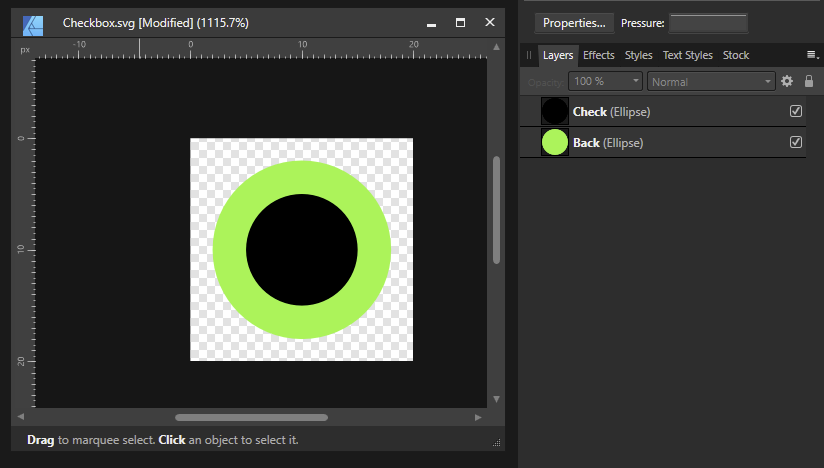 Checkbox.svg [Modified] (1115.7%)
px
-10
0
10
20
0
10
20
Drag to marquee select. Click an object to select it.
Properties...
Pressure:
Layers
Effects
Styles
Text Styles
Stock
Opacity:
100 %
Normal
Check (Ellipse)
Back (Ellipse)